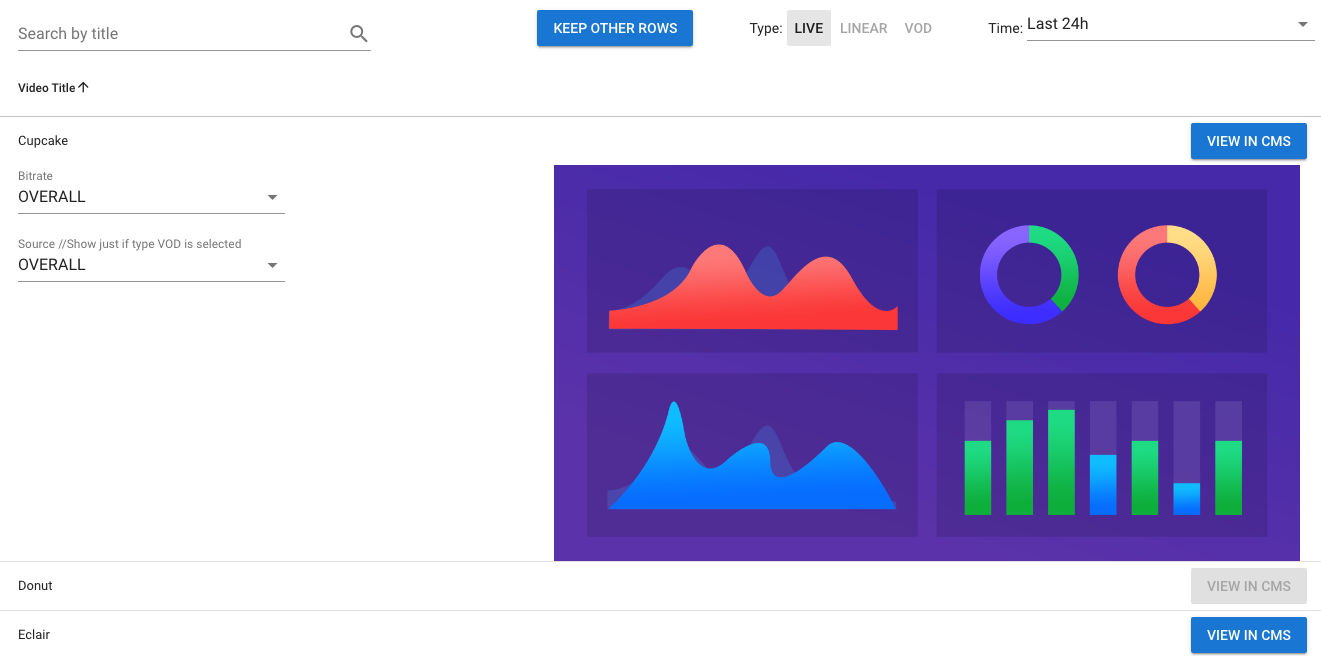 Search by title
KEEP OTHER ROWS
Type: LIVE LINEAR VOD
Time: Last 24h
Video Title
Cupcake
VIEW IN CMS
Bitrate
OVERALL
Source //Show just if type VOD is selected
OVERALL
Donut
VIEW IN CMS
Eclair
VIEW IN CMS